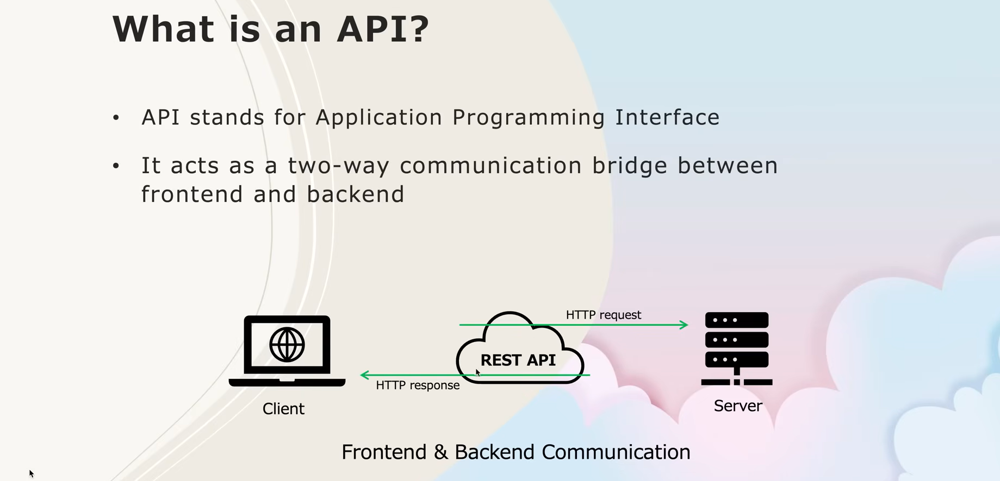 What is an API?
• API stands for Application Programming Interface
• It acts as a two-way communication bridge between
frontend and backend
HTTP request
REST API
HTTP response
Client
Server
Frontend & Backend Communication